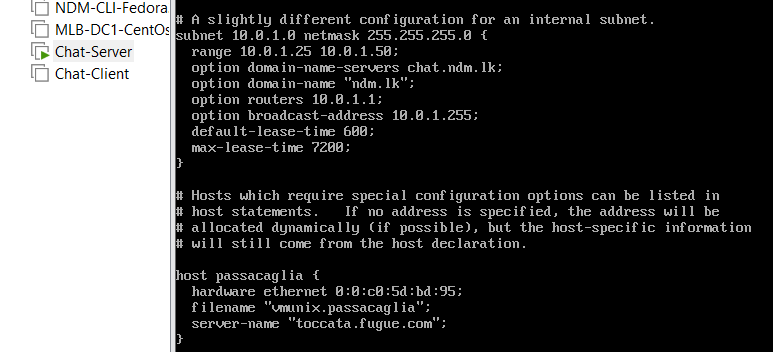 NDM-CLI-Fedora
MLB-DC1-CentOs
Chat-Server
Chat-Client
# A slightly different configuration for an internal subnet.
subnet 10.0.1.0 netmask 255.255.255.0 {
  range 10.0.1.25 10.0.1.50;
  option domain-name-servers chat.ndm.lk;
  option domain-name "ndm.lk";
  option routers 10.0.1.1;
  option broadcast-address 10.0.1.255;
  default-lease-time 600;
  max-lease-time 7200;
}
# Hosts which require special configuration options can be listed in
# host statements.   If no address is specified, the address will be
# allocated dynamically (if possible), but the host-specific information
# will still come from the host declaration.
host passacaglia {
  hardware ethernet 0:0:c0:5d:bd:95;
  filename "vmunix.passacaglia";
  server-name "toccata.fugue.com";
}